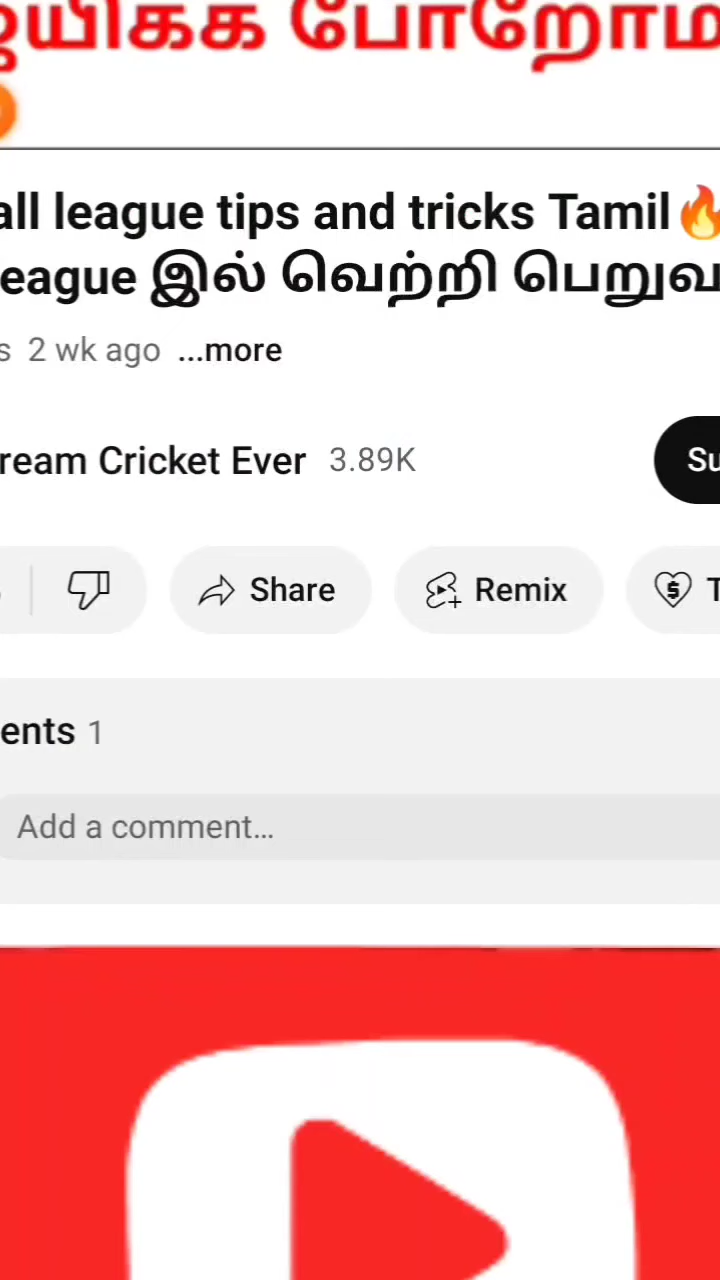 போறோம
all league tips and tricks Tamil🔥
eague இல் வெற்றி பெறுவ
s 2 wk ago ...more
ream Cricket Ever 3.89K
Su
Share Remix T
ents 1
Add a comment...